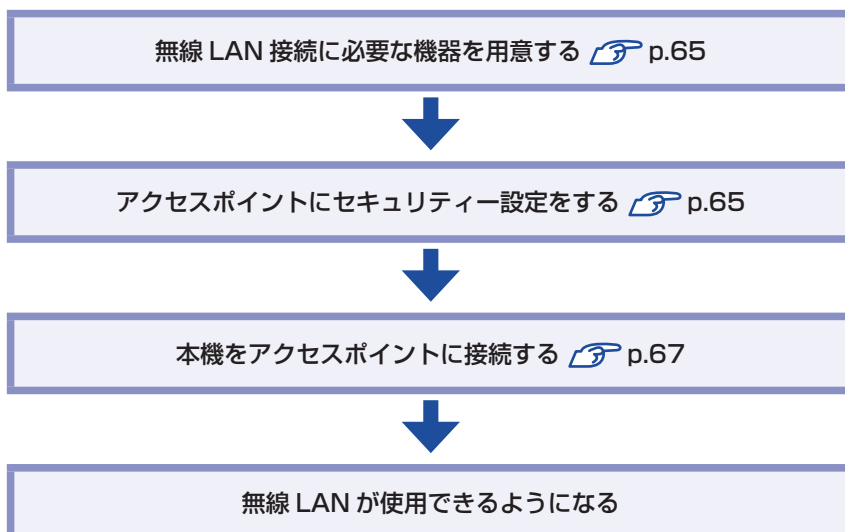 無線 LAN 接続に必要な機器を用意する p.65
アクセスポイントにセキュリティー設定をする p.65
本機をアクセスポイントに接続する p.67
無線 LAN が使用できるようになる